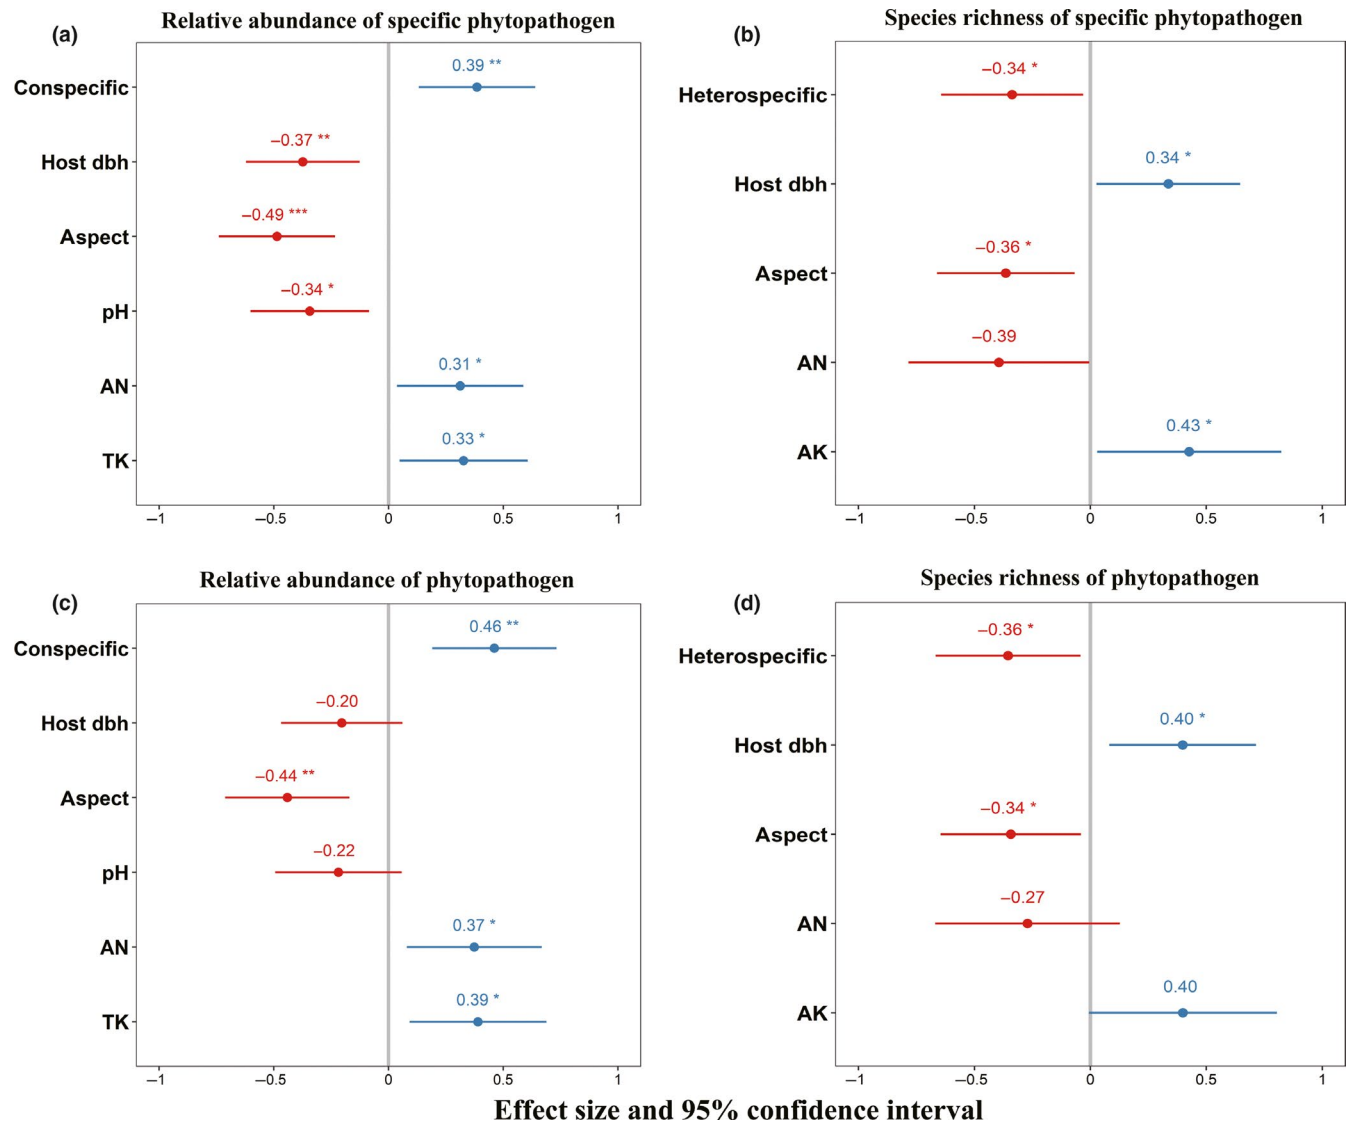 (a)
Relative abundance of specific phytopathogen
Conspecific
0.39 **
Host dbh
–0.37 **
Aspect
–0.49 ***
pH
–0.34 *
AN
0.31 *
TK
0.33 *
–1 –0.5 0 0.5 1
(b)
Species richness of specific phytopathogen
Heterospecific
–0.34 *
Host dbh
0.34 *
Aspect
–0.36 *
AN
–0.39
AK
0.43 *
–1 –0.5 0 0.5 1
(c)
Relative abundance of phytopathogen
Conspecific
0.46 **
Host dbh
–0.20
Aspect
–0.44 **
pH
–0.22
AN
0.37 *
TK
0.39 *
–1 –0.5 0 0.5 1
(d)
Species richness of phytopathogen
Heterospecific
–0.36 *
Host dbh
0.40 *
Aspect
–0.34 *
AN
–0.27
AK
0.40
–1 –0.5 0 0.5 1
Effect size and 95% confidence interval